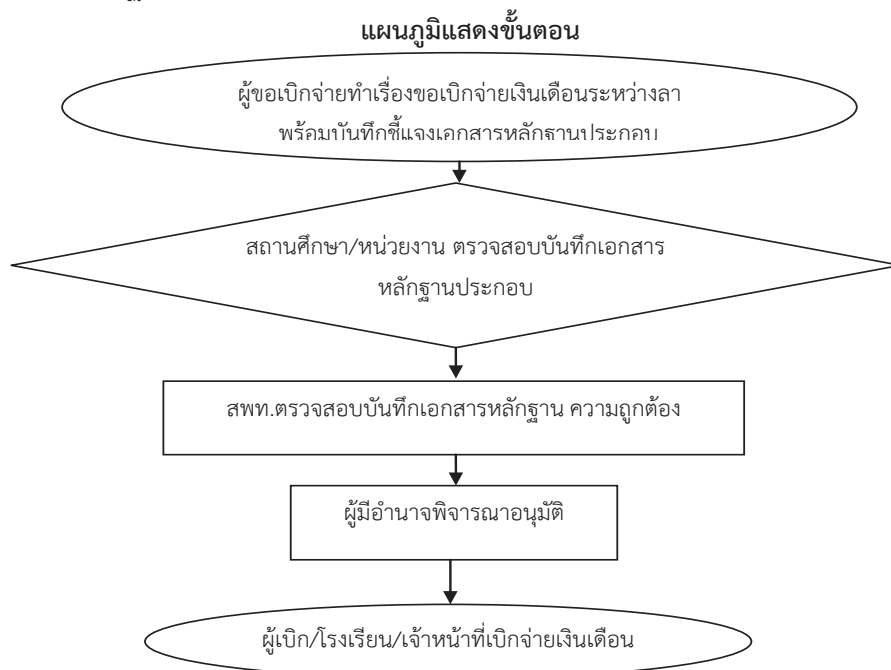 แผนภูมิแสดงขั้นตอน
ผู้ขอเบิกจ่ายทำเรื่องขอเบิกจ่ายเงินเดือนระหว่างลา
พร้อมบันทึกชี้แจงเอกสารหลักฐานประกอบ
สถานศึกษา/หน่วยงาน ตรวจสอบบันทึกเอกสาร
หลักฐานประกอบ
สพท.ตรวจสอบบันทึกเอกสารหลักฐาน ความถูกต้อง
ผู้มีอำนาจพิจารณาอนุมัติ
ผู้เบิก/โรงเรียน/เจ้าหน้าที่เบิกจ่ายเงินเดือน